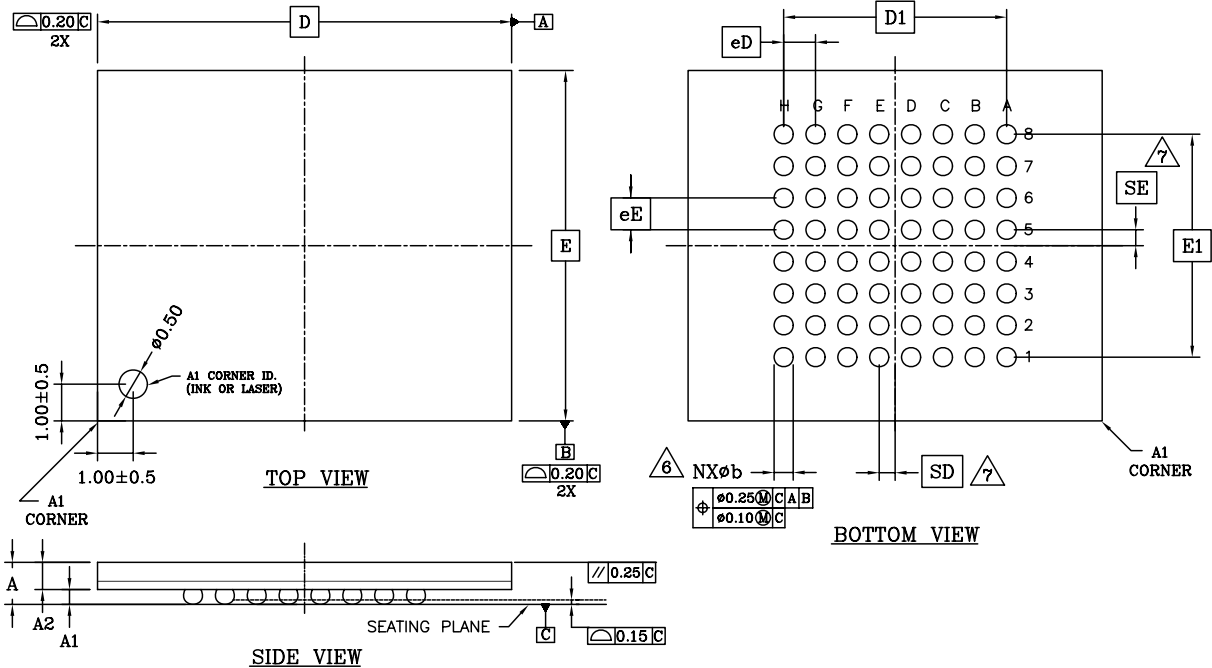 ⌓ 0.20 C
2X
D
A
E
B
⌓ 0.20 C
2X
ø0.50
A1 CORNER ID.
(INK OR LASER)
1.00±0.5
1.00±0.5
A1
CORNER
TOP VIEW
D1
eD
H G F E D C B A
8
7
6
5
4
3
2
1
eE
7
SE
E1
6
NXøb
⌖ ø0.25Ⓜ C A B
ø0.10Ⓜ C
SD
7
A1
CORNER
BOTTOM VIEW
A
A2
A1
// 0.25 C
SEATING PLANE
C
⌓ 0.15 C
SIDE VIEW